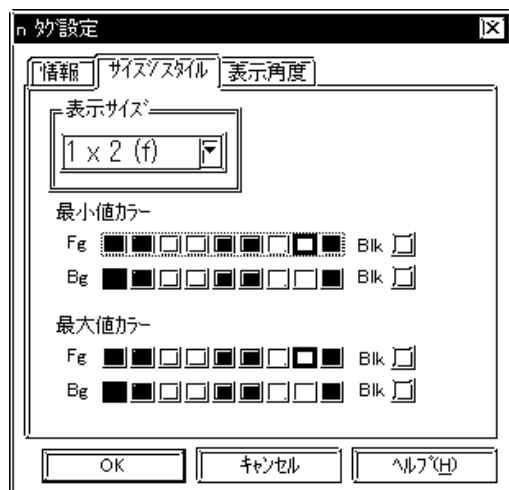 n ﾀｸﾞ設定
情報 ｻｲｽﾞ/ｽﾀｲﾙ 表示角度
表示ｻｲｽﾞ
1 x 2 (f)
最小値ｶﾗｰ
Fg Blk
Bg Blk
最大値ｶﾗｰ
Fg Blk
Bg Blk
OK ｷｬﾝｾﾙ ﾍﾙﾌﾟ(H)